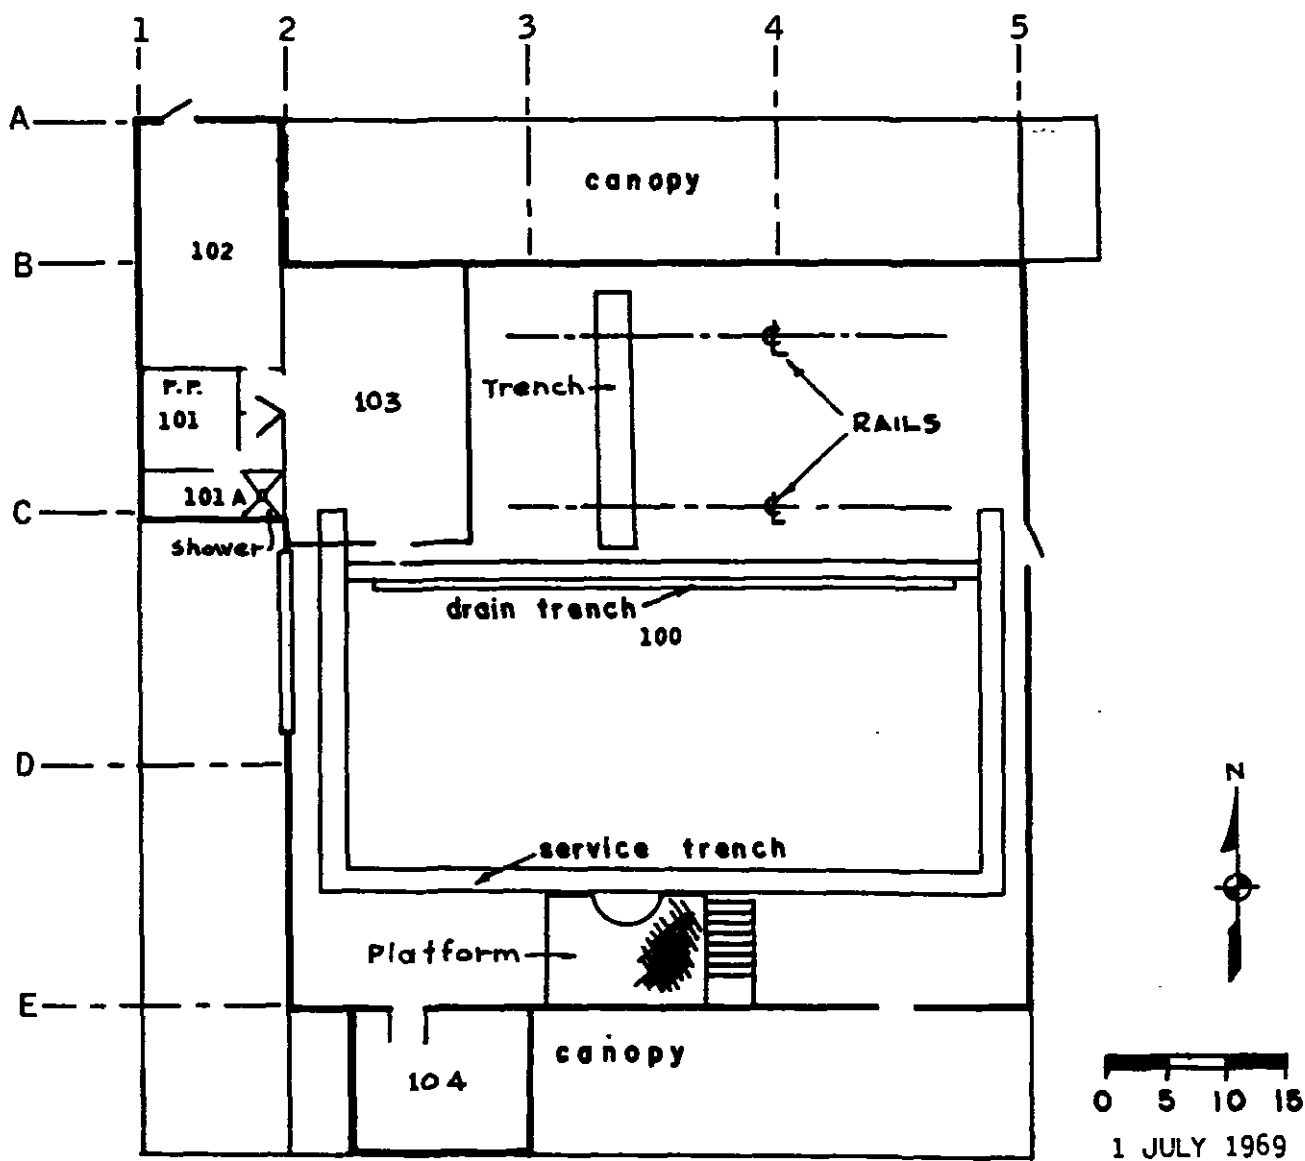 1 2 3 4 5
A
canopy
102
B
F.P.
101
103
Trench
RAILS
101A
C
Shower
drain trench
100
N
D
service trench
Platform
E
canopy
104
0 5 10 15
1 JULY 1969